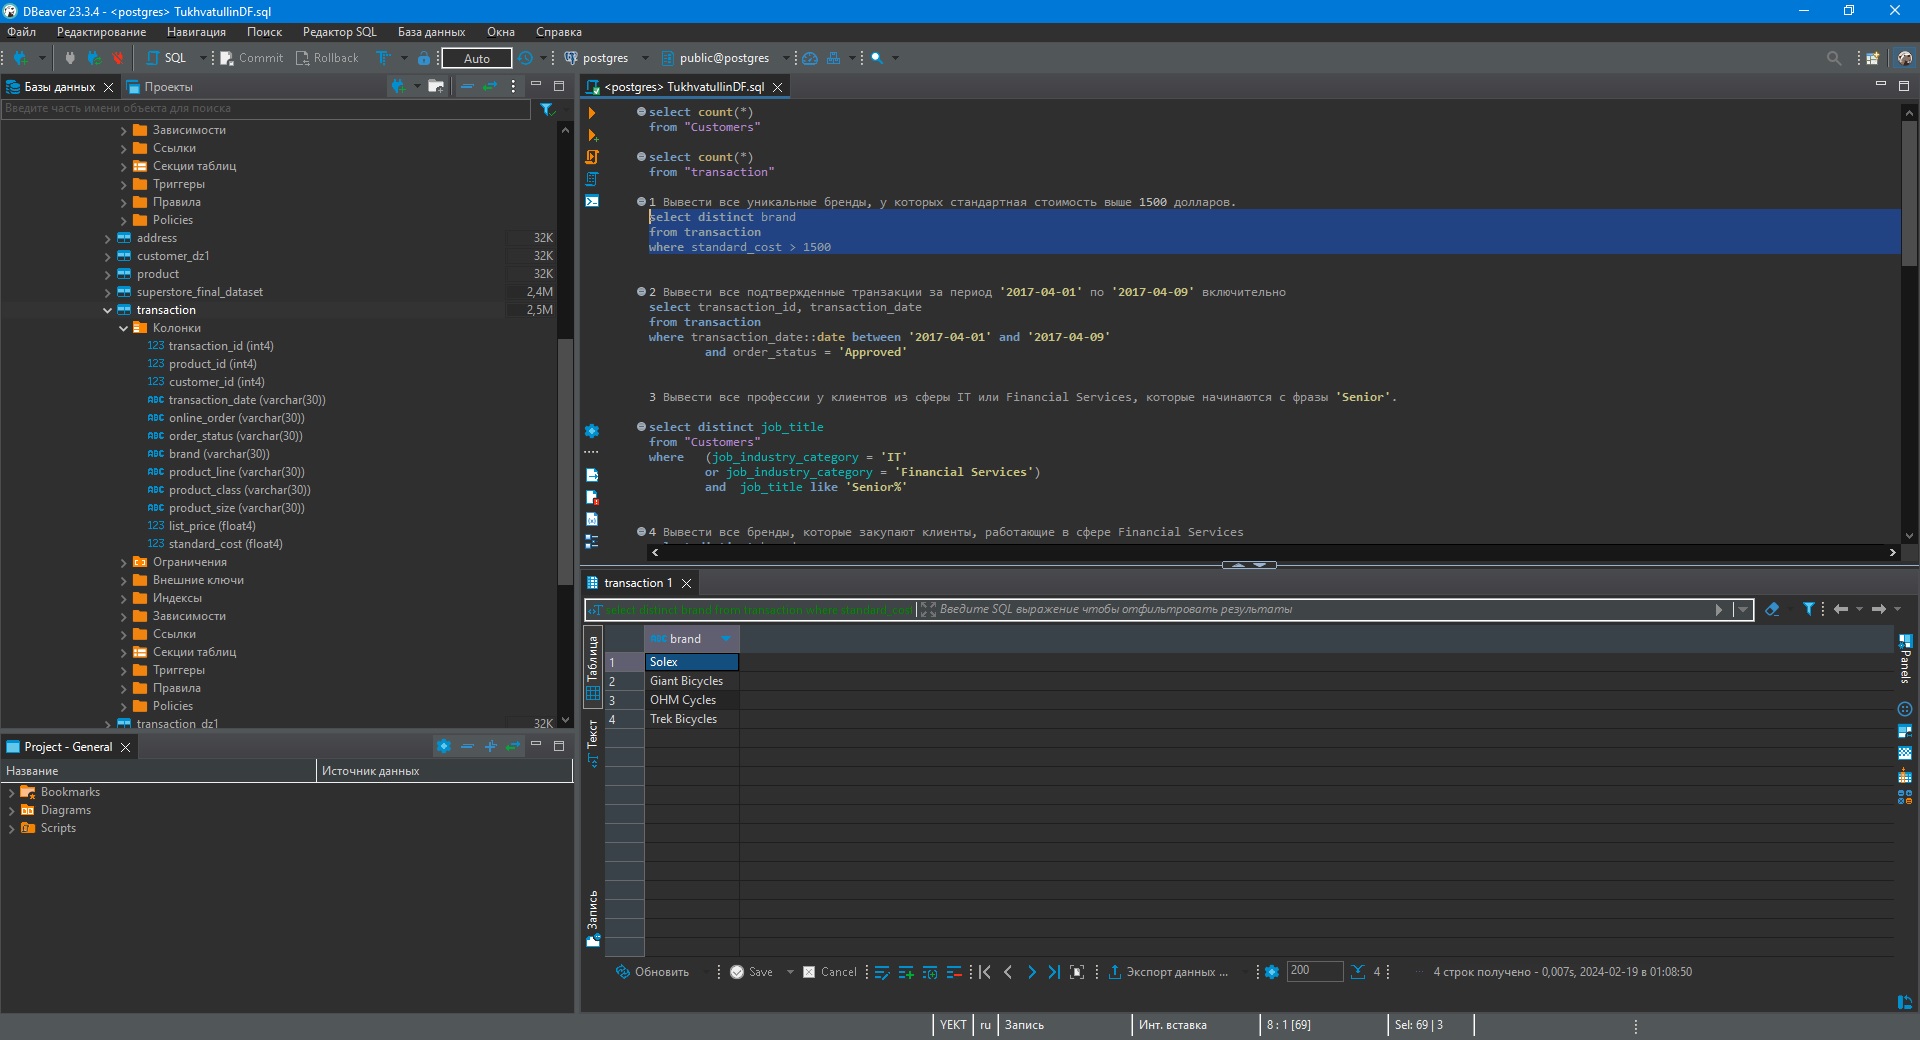 DBeaver 23.3.4 - <postgres> TukhvatullinDF.sql
Файл Редактирование Навигация Поиск Редактор SQL База данных Окна Справка
SQL Commit Rollback Auto postgres public@postgres
Базы данных Проекты
Введите часть имени объекта для поиска
Зависимости
Ссылки
Секции таблиц
Триггеры
Правила
Policies
address 32K
customer_dz1 32K
product 32K
superstore_final_dataset 2,4M
transaction 2,5M
Колонки
123 transaction_id (int4)
123 product_id (int4)
123 customer_id (int4)
ABC transaction_date (varchar(30))
ABC online_order (varchar(30))
ABC order_status (varchar(30))
ABC brand (varchar(30))
ABC product_line (varchar(30))
ABC product_class (varchar(30))
ABC product_size (varchar(30))
123 list_price (float4)
123 standard_cost (float4)
Ограничения
Внешние ключи
Индексы
Зависимости
Ссылки
Секции таблиц
Триггеры
Правила
Policies
transaction_dz1 32K
Project - General
Название Источник данных
Bookmarks
Diagrams
Scripts
<postgres> TukhvatullinDF.sql
select count(*)
from "Customers"
select count(*)
from "transaction"
1 Вывести все уникальные бренды, у которых стандартная стоимость выше 1500 долларов.
select distinct brand
from transaction
where standard_cost > 1500
2 Вывести все подтвержденные транзакции за период '2017-04-01' по '2017-04-09' включительно
select transaction_id, transaction_date
from transaction
where transaction_date::date between '2017-04-01' and '2017-04-09'
and order_status = 'Approved'
3 Вывести все профессии у клиентов из сферы IT или Financial Services, которые начинаются с фразы 'Senior'.
select distinct job_title
from "Customers"
where (job_industry_category = 'IT'
or job_industry_category = 'Financial Services')
and job_title like 'Senior%'
4 Вывести все бренды, которые закупают клиенты, работающие в сфере Financial Services
transaction 1
select distinct brand from transaction where standard_cost Введите SQL выражение чтобы отфильтровать результаты
Таблица
Текст
Запись
ABC brand
1 Solex
2 Giant Bicycles
3 OHM Cycles
4 Trek Bicycles
Panels
Обновить Save Cancel Экспорт данных ... 200 4 4 строк получено - 0,007s, 2024-02-19 в 01:08:50
YEKT ru Запись Инт. вставка 8 : 1 [69] Sel: 69 | 3